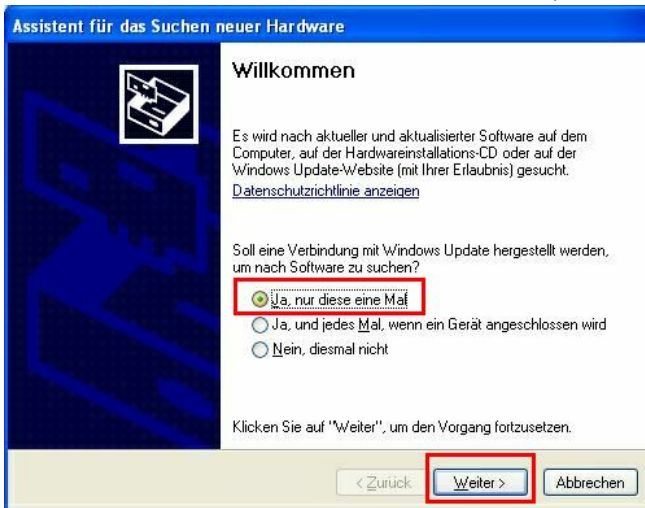 Assistent für das Suchen neuer Hardware
Willkommen
Es wird nach aktueller und aktualisierter Software auf dem
Computer, auf der Hardwareinstallations-CD oder auf der
Windows Update-Website (mit Ihrer Erlaubnis) gesucht.
Datenschutzrichtlinie anzeigen
Soll eine Verbindung mit Windows Update hergestellt werden,
um nach Software zu suchen?
Ja, nur diese eine Mal
Ja, und jedes Mal, wenn ein Gerät angeschlossen wird
Nein, diesmal nicht
Klicken Sie auf "Weiter", um den Vorgang fortzusetzen.
< Zurück Weiter > Abbrechen